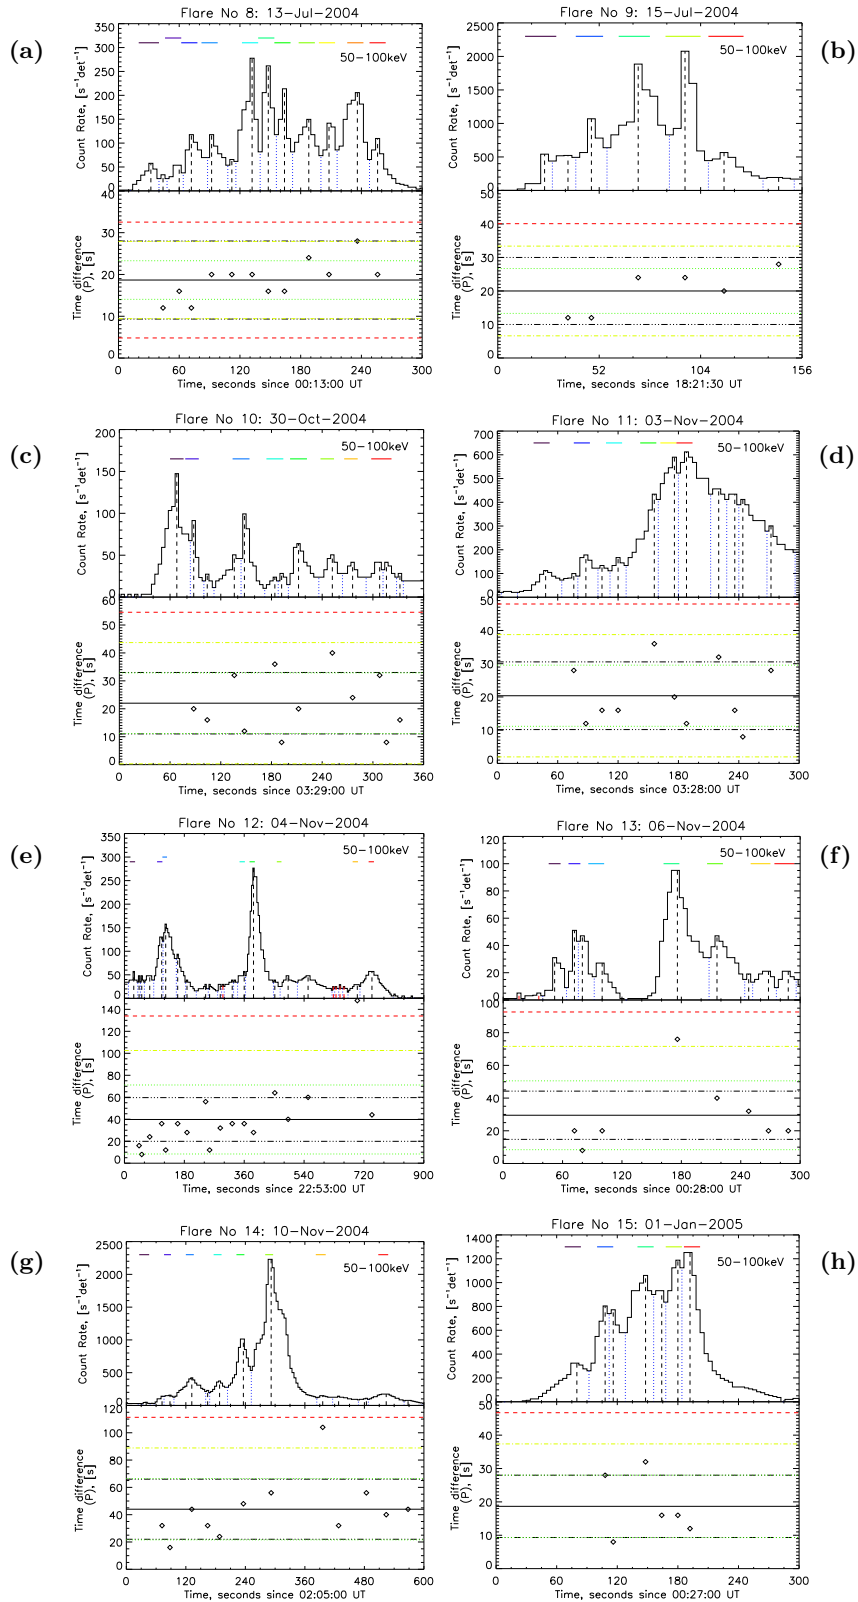 Flare No 8: 13-Jul-2004
(a)
50-100keV
Count Rate, [s⁻¹det⁻¹]
350
300
250
200
150
100
50
0
Time difference (P), [s]
40
30
20
10
0
0 60 120 180 240 300
Time, seconds since 00:13:00 UT
Flare No 9: 15-Jul-2004
(b)
50-100keV
Count Rate, [s⁻¹det⁻¹]
2500
2000
1500
1000
500
0
Time difference (P), [s]
50
40
30
20
10
0
0 52 104 156
Time, seconds since 18:21:30 UT
Flare No 10: 30-Oct-2004
(c)
50-100keV
Count Rate, [s⁻¹det⁻¹]
200
150
100
50
0
Time difference (P), [s]
60
50
40
30
20
10
0
0 60 120 180 240 300 360
Time, seconds since 03:29:00 UT
Flare No 11: 03-Nov-2004
(d)
50-100keV
Count Rate, [s⁻¹det⁻¹]
700
600
500
400
300
200
100
0
Time difference (P), [s]
50
40
30
20
10
0
0 60 120 180 240 300
Time, seconds since 03:28:00 UT
Flare No 12: 04-Nov-2004
(e)
50-100keV
Count Rate, [s⁻¹det⁻¹]
350
300
250
200
150
100
50
0
Time difference (P), [s]
140
120
100
80
60
40
20
0
0 180 360 540 720 900
Time, seconds since 22:53:00 UT
Flare No 13: 06-Nov-2004
(f)
50-100keV
Count Rate, [s⁻¹det⁻¹]
120
100
80
60
40
20
0
Time difference (P), [s]
100
80
60
40
20
0
0 60 120 180 240 300
Time, seconds since 00:28:00 UT
Flare No 14: 10-Nov-2004
(g)
50-100keV
Count Rate, [s⁻¹det⁻¹]
2500
2000
1500
1000
500
0
Time difference (P), [s]
120
100
80
60
40
20
0
0 120 240 360 480 600
Time, seconds since 02:05:00 UT
Flare No 15: 01-Jan-2005
(h)
50-100keV
Count Rate, [s⁻¹det⁻¹]
1400
1200
1000
800
600
400
200
0
Time difference (P), [s]
50
40
30
20
10
0
0 60 120 180 240 300
Time, seconds since 00:27:00 UT